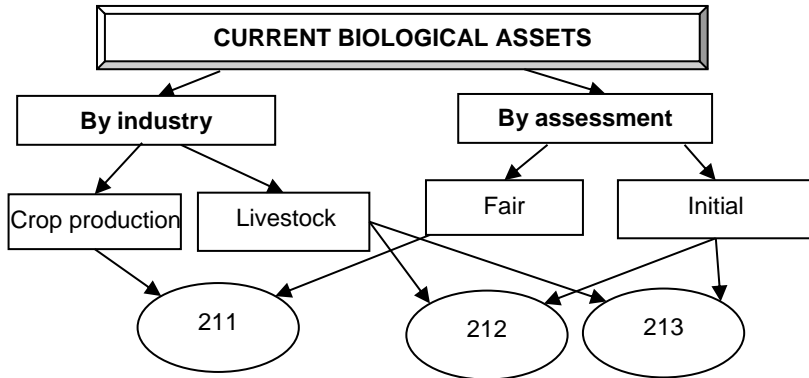 CURRENT BIOLOGICAL ASSETS
By industry
By assessment
Crop production
Livestock
Fair
Initial
211
212
213